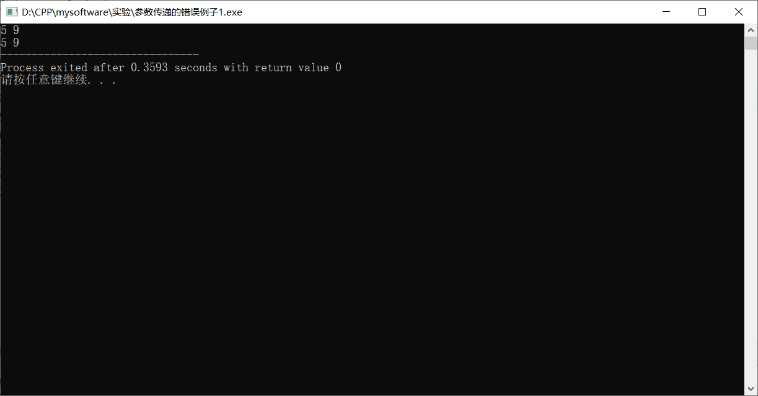 D:\CPP\mysoftware\实验\参数传递的错误例子1.exe
5 9
5 9
--------------------------------
Process exited after 0.3593 seconds with return value 0
请按任意键继续. . .